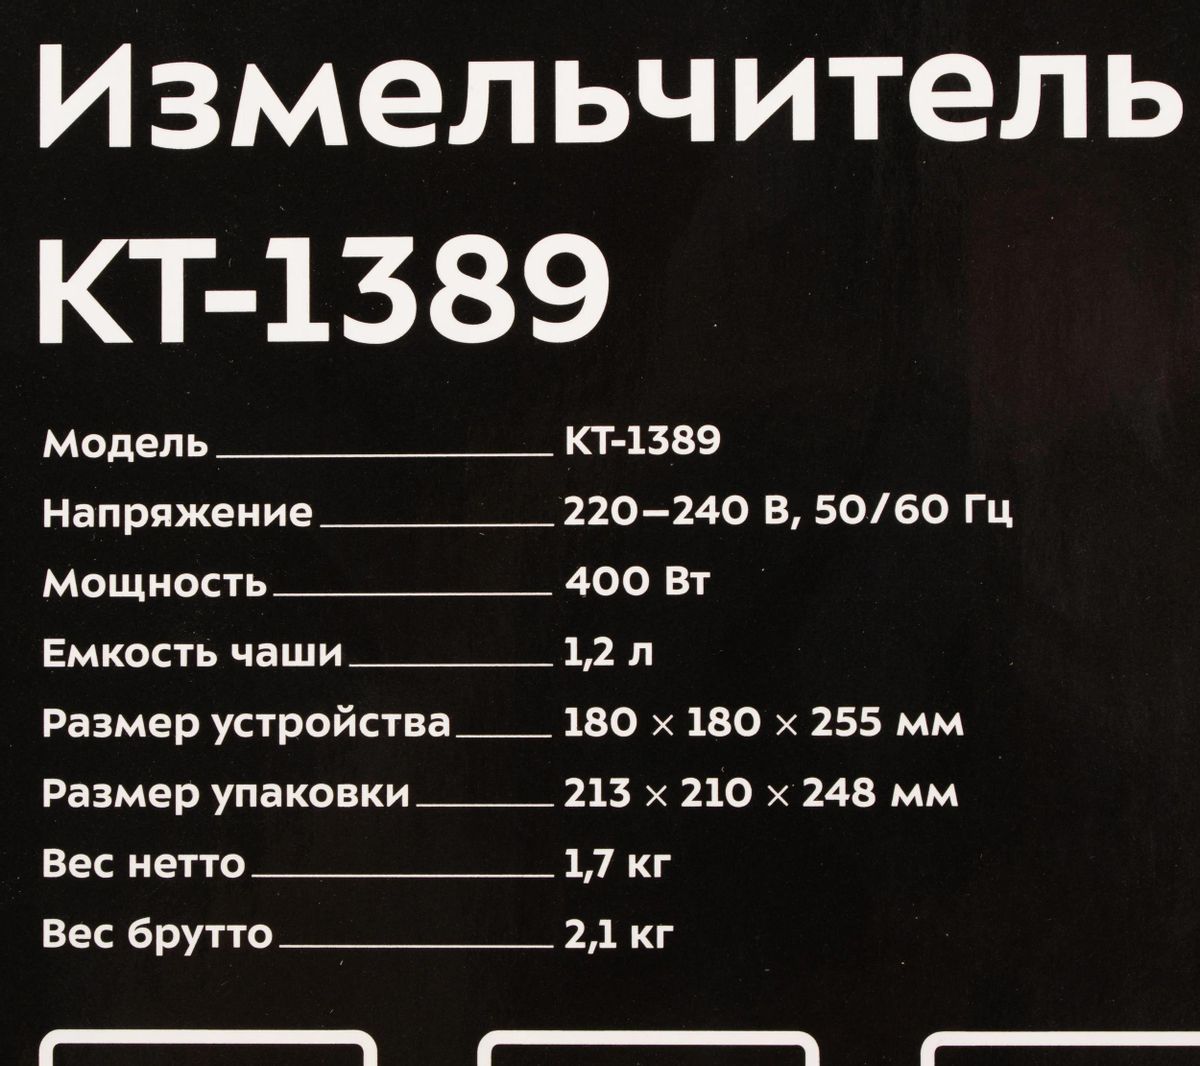 Измельчитель
КТ-1389
Модель КТ-1389
Напряжение 220–240 В, 50/60 Гц
Мощность 400 Вт
Емкость чаши 1,2 л
Размер устройства 180 × 180 × 255 мм
Размер упаковки 213 × 210 × 248 мм
Вес нетто 1,7 кг
Вес брутто 2,1 кг